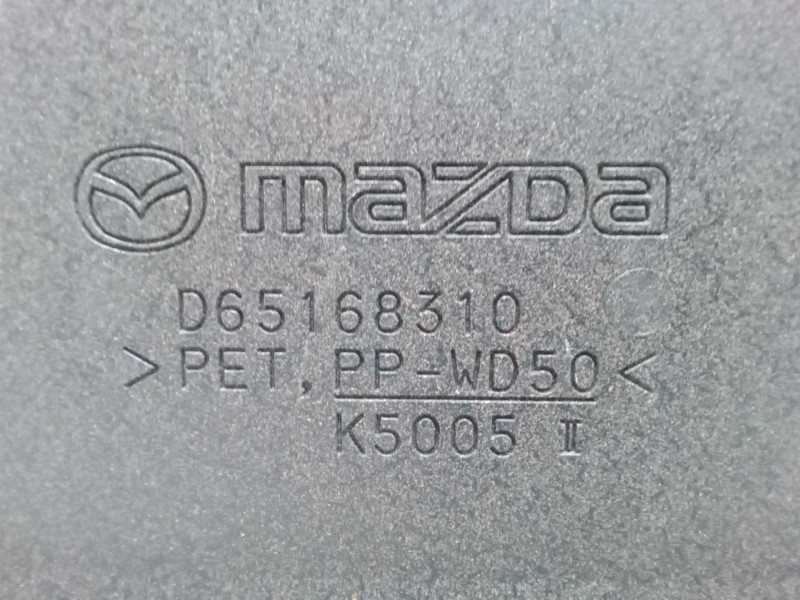 mazda
D65168310
>PET, PP-WD50<
K5005 Ⅱ